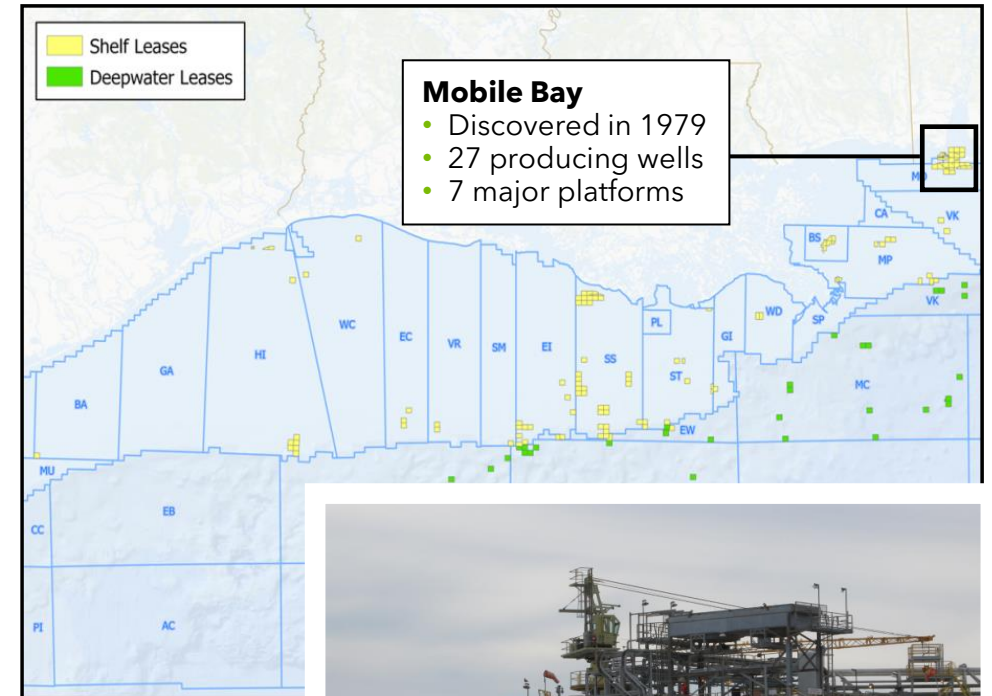 Shelf Leases
Deepwater Leases
Mobile Bay
• Discovered in 1979
• 27 producing wells
• 7 major platforms
CA
VK
BS
MP
VK
WD
SP
PL
GI
WC
EC
VR
SM
EI
SS
ST
HI
GA
BA
MC
EW
MU
EB
CC
PI
AC